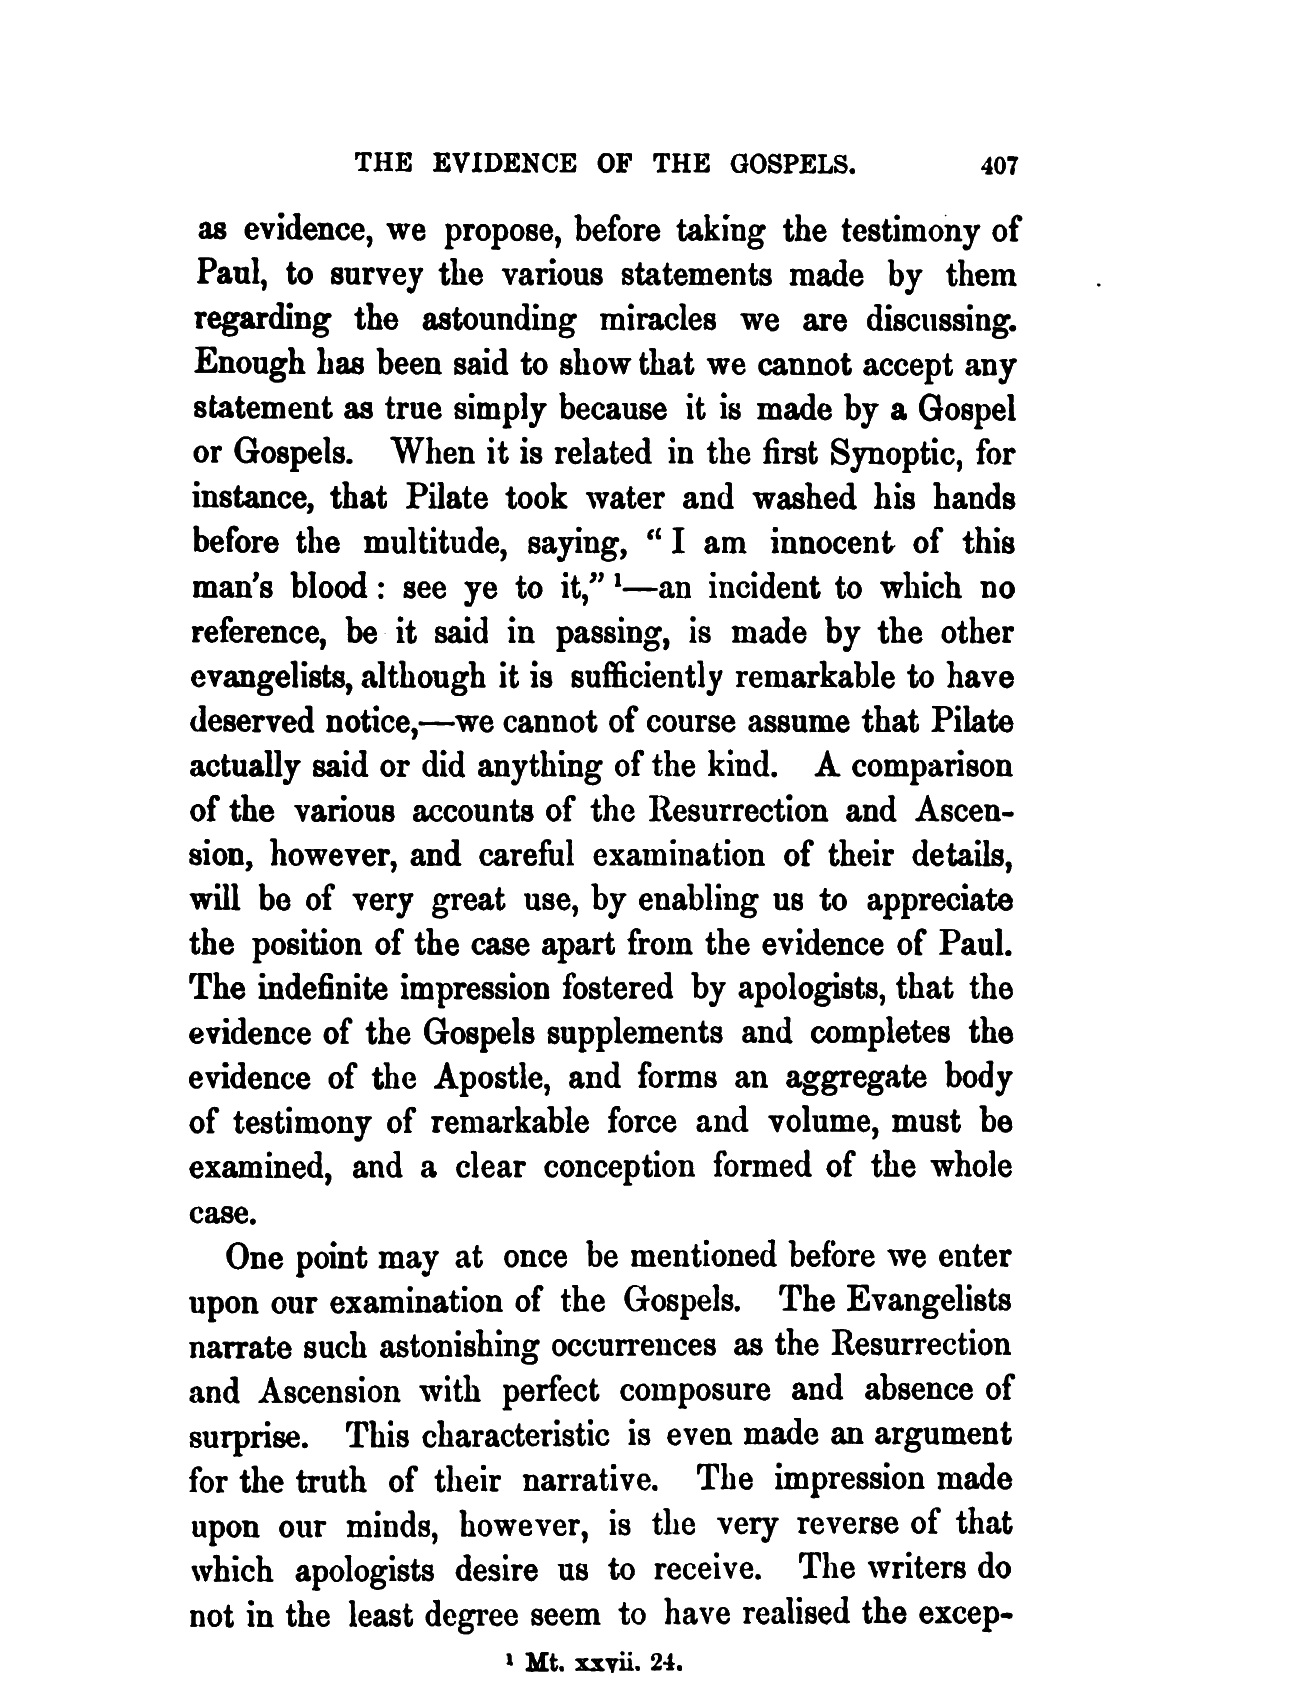 THE EVIDENCE OF THE GOSPELS. 407
as evidence, we propose, before taking the testimony of
Paul, to survey the various statements made by them
regarding the astounding miracles we are discussing.
Enough has been said to show that we cannot accept any
statement as true simply because it is made by a Gospel
or Gospels. When it is related in the first Synoptic, for
instance, that Pilate took water and washed his hands
before the multitude, saying, “ I am innocent of this
man's blood : see ye to it,” ¹—an incident to which no
reference, be it said in passing, is made by the other
evangelists, although it is sufficiently remarkable to have
deserved notice,—we cannot of course assume that Pilate
actually said or did anything of the kind. A comparison
of the various accounts of the Resurrection and Ascen-
sion, however, and careful examination of their details,
will be of very great use, by enabling us to appreciate
the position of the case apart from the evidence of Paul.
The indefinite impression fostered by apologists, that the
evidence of the Gospels supplements and completes the
evidence of the Apostle, and forms an aggregate body
of testimony of remarkable force and volume, must be
examined, and a clear conception formed of the whole
case.
One point may at once be mentioned before we enter
upon our examination of the Gospels. The Evangelists
narrate such astonishing occurrences as the Resurrection
and Ascension with perfect composure and absence of
surprise. This characteristic is even made an argument
for the truth of their narrative. The impression made
upon our minds, however, is the very reverse of that
which apologists desire us to receive. The writers do
not in the least degree seem to have realised the excep-
¹ Mt. xxvii. 24.